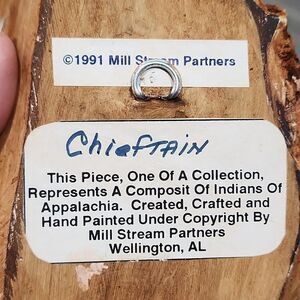 ©1991 Mill Stream Partners
Chieftain
This Piece, One Of A Collection,
Represents A Composit Of Indians Of
Appalachia. Created, Crafted and
Hand Painted Under Copyright By
Mill Stream Partners
Wellington, AL